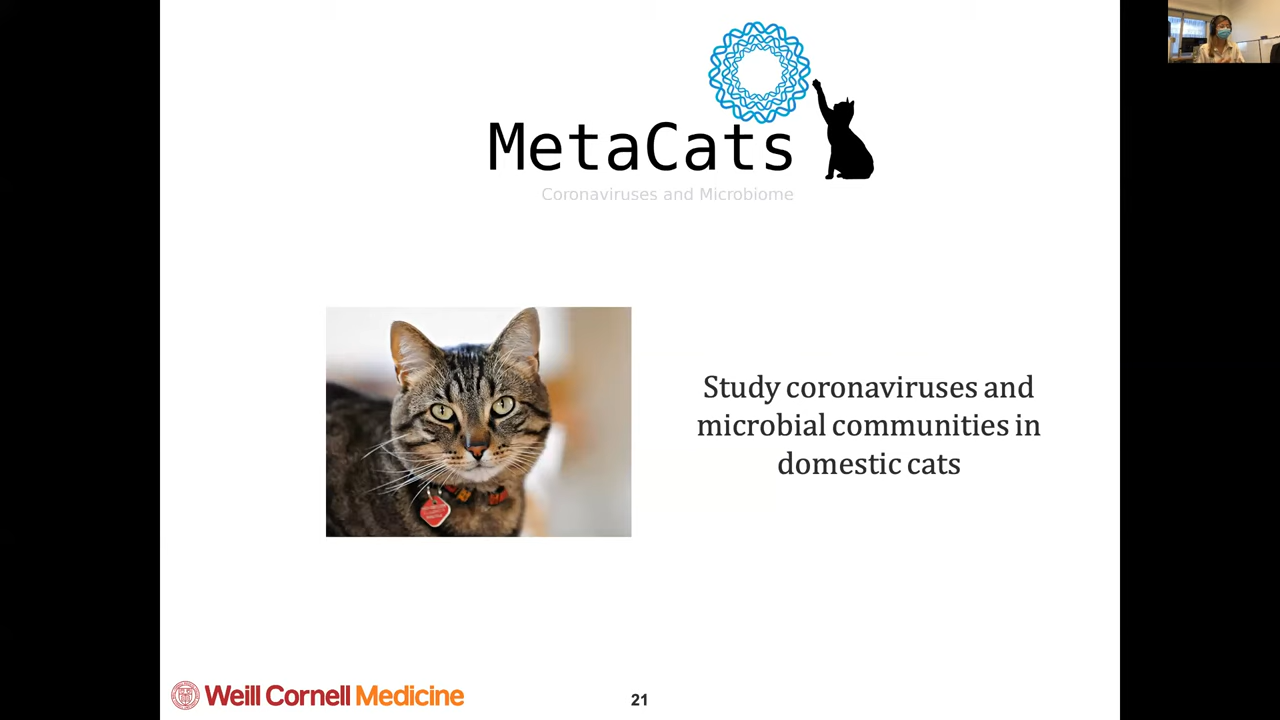 MetaCats
Coronaviruses and Microbiome
Study coronaviruses and
microbial communities in
domestic cats
Weill Cornell Medicine
21